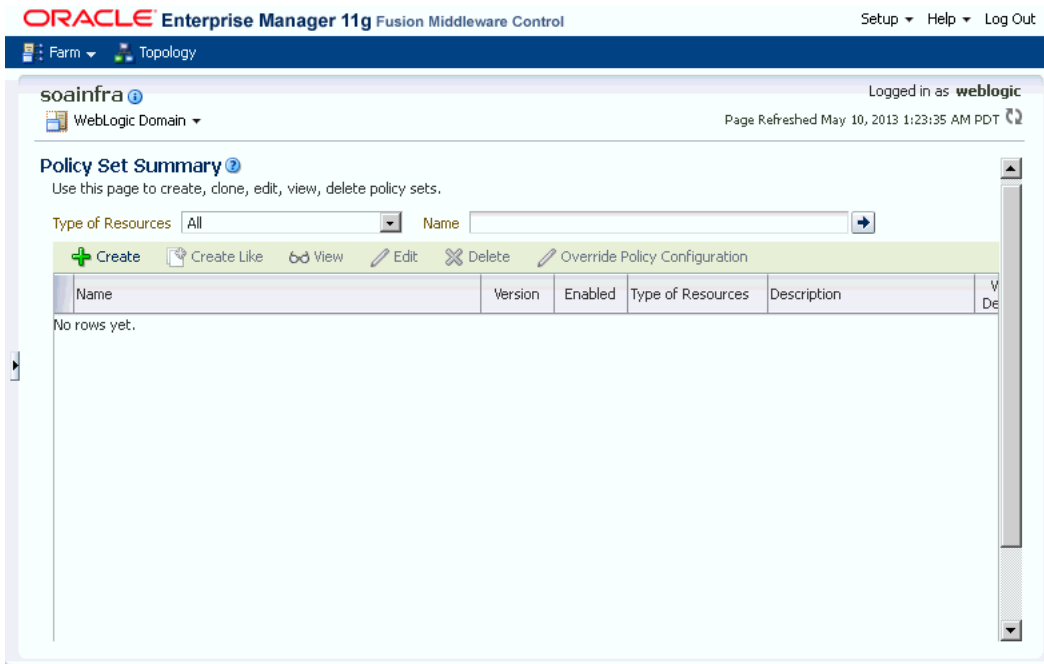 ORACLE Enterprise Manager 11g Fusion Middleware Control Setup Help Log Out
Farm Topology
soainfra Logged in as weblogic
WebLogic Domain Page Refreshed May 10, 2013 1:23:35 AM PDT
Policy Set Summary
Use this page to create, clone, edit, view, delete policy sets.
Type of Resources All Name
Create Create Like View Edit Delete Override Policy Configuration
Name Version Enabled Type of Resources Description
No rows yet.